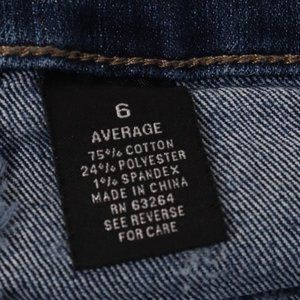 6
AVERAGE
75% COTTON
24% POLYESTER
1% SPANDEX
MADE IN CHINA
RN 63264
SEE REVERSE
FOR CARE